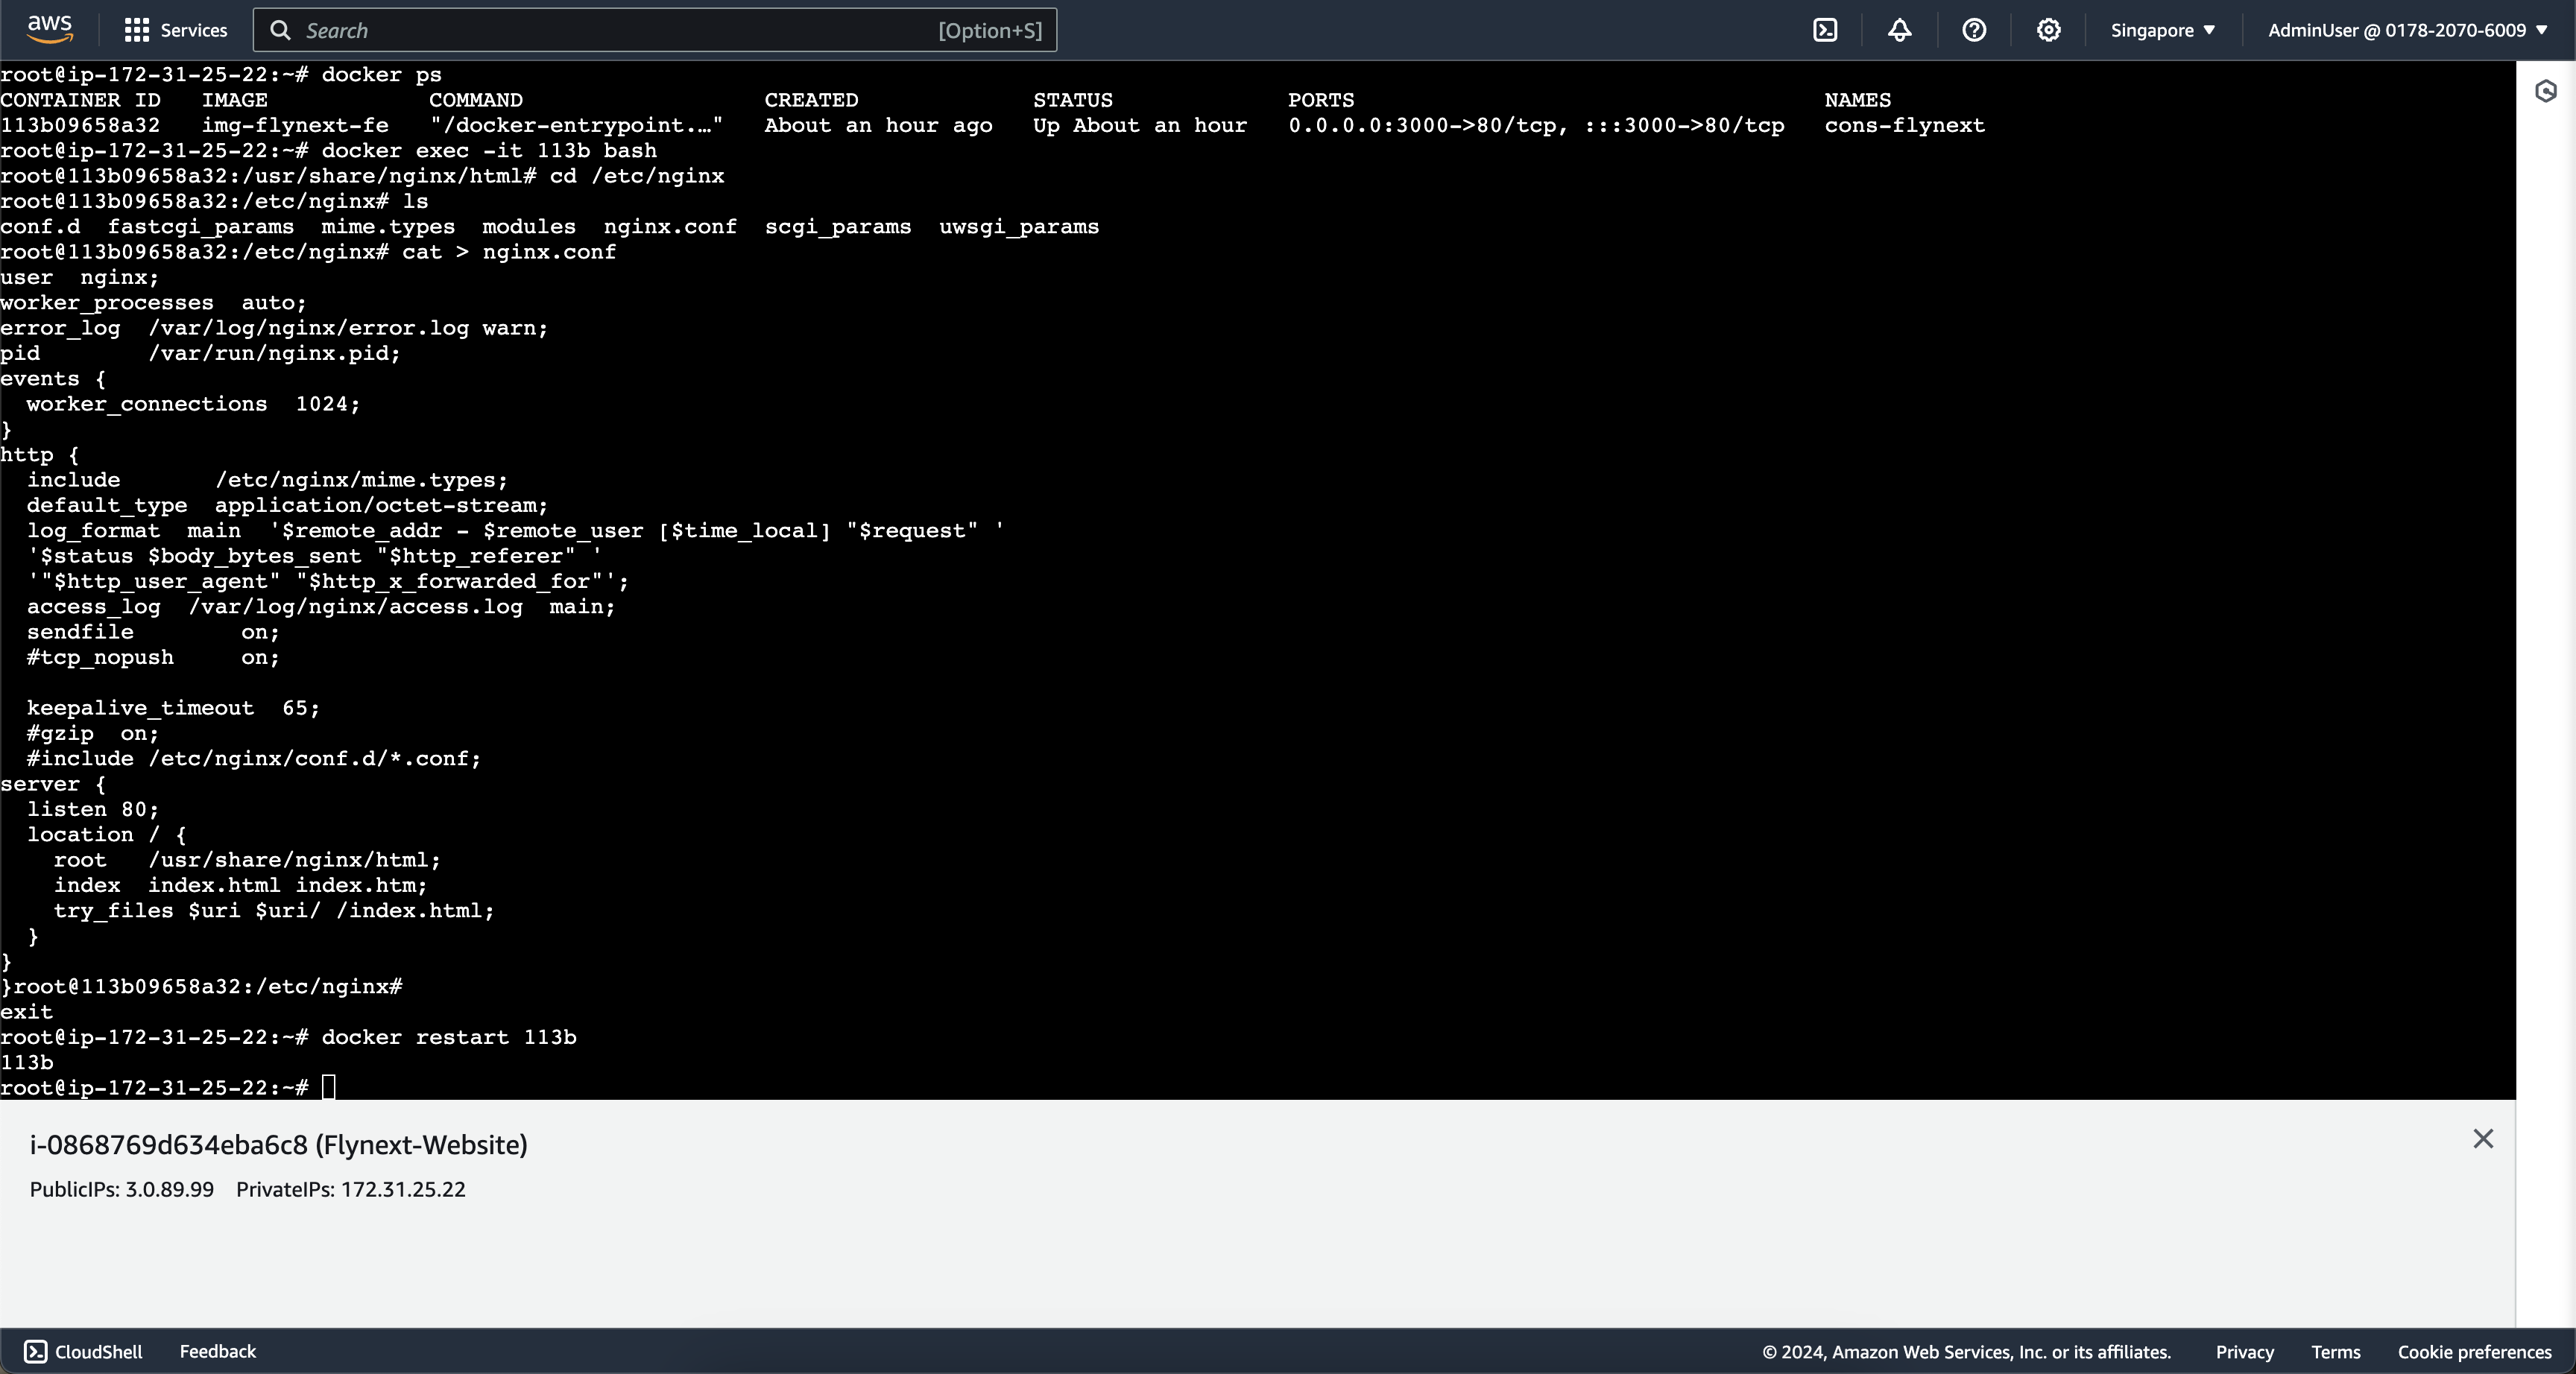 aws Services Search [Option+S] Singapore ▼ AdminUser @ 0178-2070-6009 ▼
root@ip-172-31-25-22:~# docker ps
CONTAINER ID   IMAGE            COMMAND                  CREATED             STATUS             PORTS                                   NAMES
113b09658a32   img-flynext-fe   "/docker-entrypoint.…"   About an hour ago   Up About an hour   0.0.0.0:3000->80/tcp, :::3000->80/tcp   cons-flynext
root@ip-172-31-25-22:~# docker exec -it 113b bash
root@113b09658a32:/usr/share/nginx/html# cd /etc/nginx
root@113b09658a32:/etc/nginx# ls
conf.d  fastcgi_params  mime.types  modules  nginx.conf  scgi_params  uwsgi_params
root@113b09658a32:/etc/nginx# cat > nginx.conf
user  nginx;
worker_processes  auto;
error_log  /var/log/nginx/error.log warn;
pid        /var/run/nginx.pid;
events {
  worker_connections  1024;
}
http {
  include       /etc/nginx/mime.types;
  default_type  application/octet-stream;
  log_format  main  '$remote_addr - $remote_user [$time_local] "$request" '
  '$status $body_bytes_sent "$http_referer" '
  '"$http_user_agent" "$http_x_forwarded_for"';
  access_log  /var/log/nginx/access.log  main;
  sendfile        on;
  #tcp_nopush     on;
  keepalive_timeout  65;
  #gzip  on;
  #include /etc/nginx/conf.d/*.conf;
server {
  listen 80;
  location / {
    root   /usr/share/nginx/html;
    index  index.html index.htm;
    try_files $uri $uri/ /index.html;
  }
}
}root@113b09658a32:/etc/nginx#
exit
root@ip-172-31-25-22:~# docker restart 113b
113b
root@ip-172-31-25-22:~#
i-0868769d634eba6c8 (Flynext-Website)
PublicIPs: 3.0.89.99 PrivateIPs: 172.31.25.22
CloudShell Feedback © 2024, Amazon Web Services, Inc. or its affiliates. Privacy Terms Cookie preferences